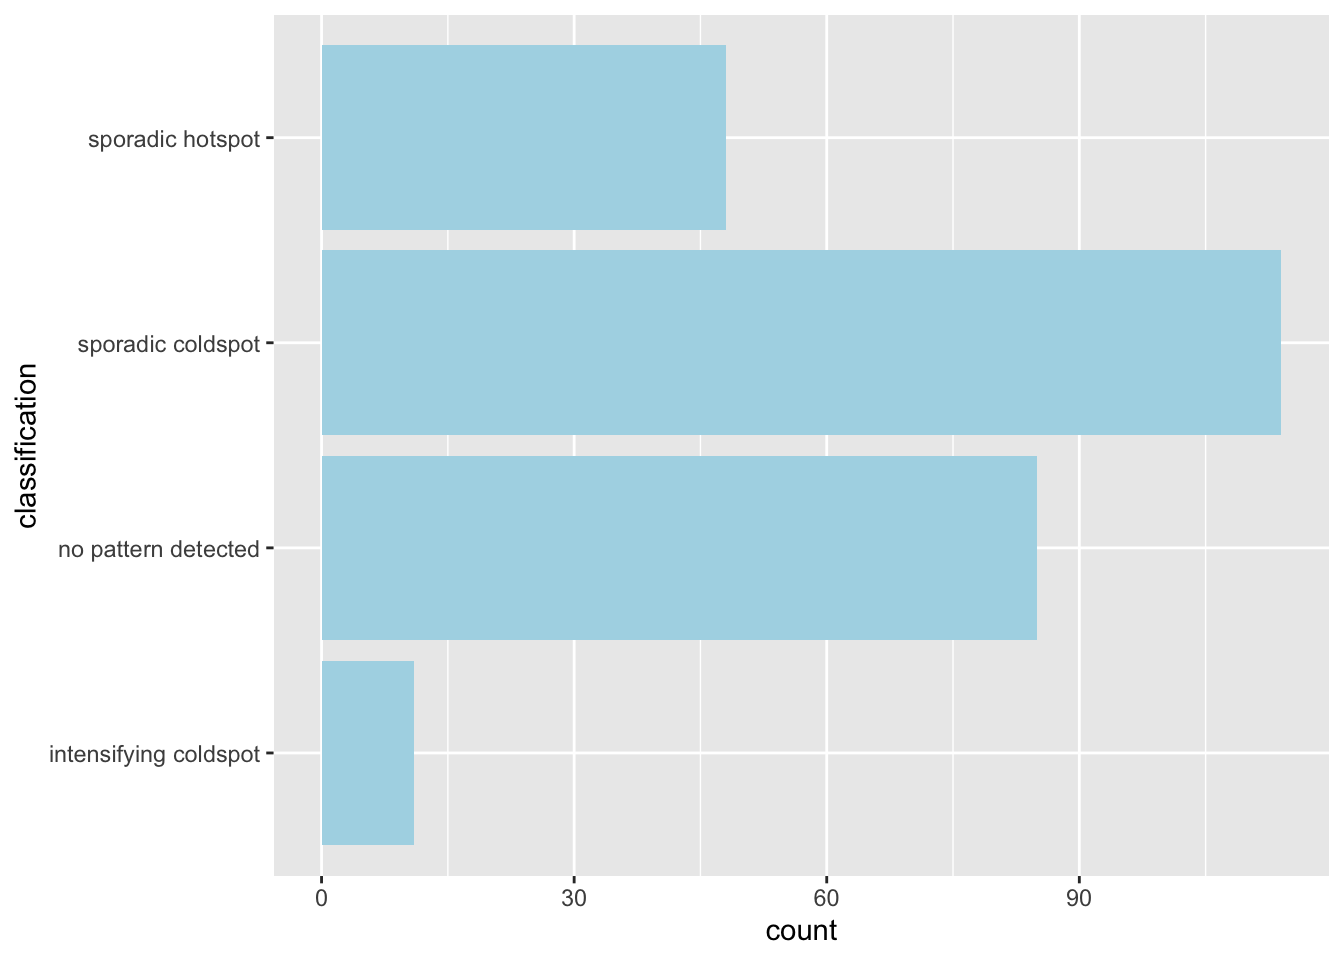 sporadic hotspot
sporadic coldspot
no pattern detected
intensifying coldspot
classification
0 30 60 90
count